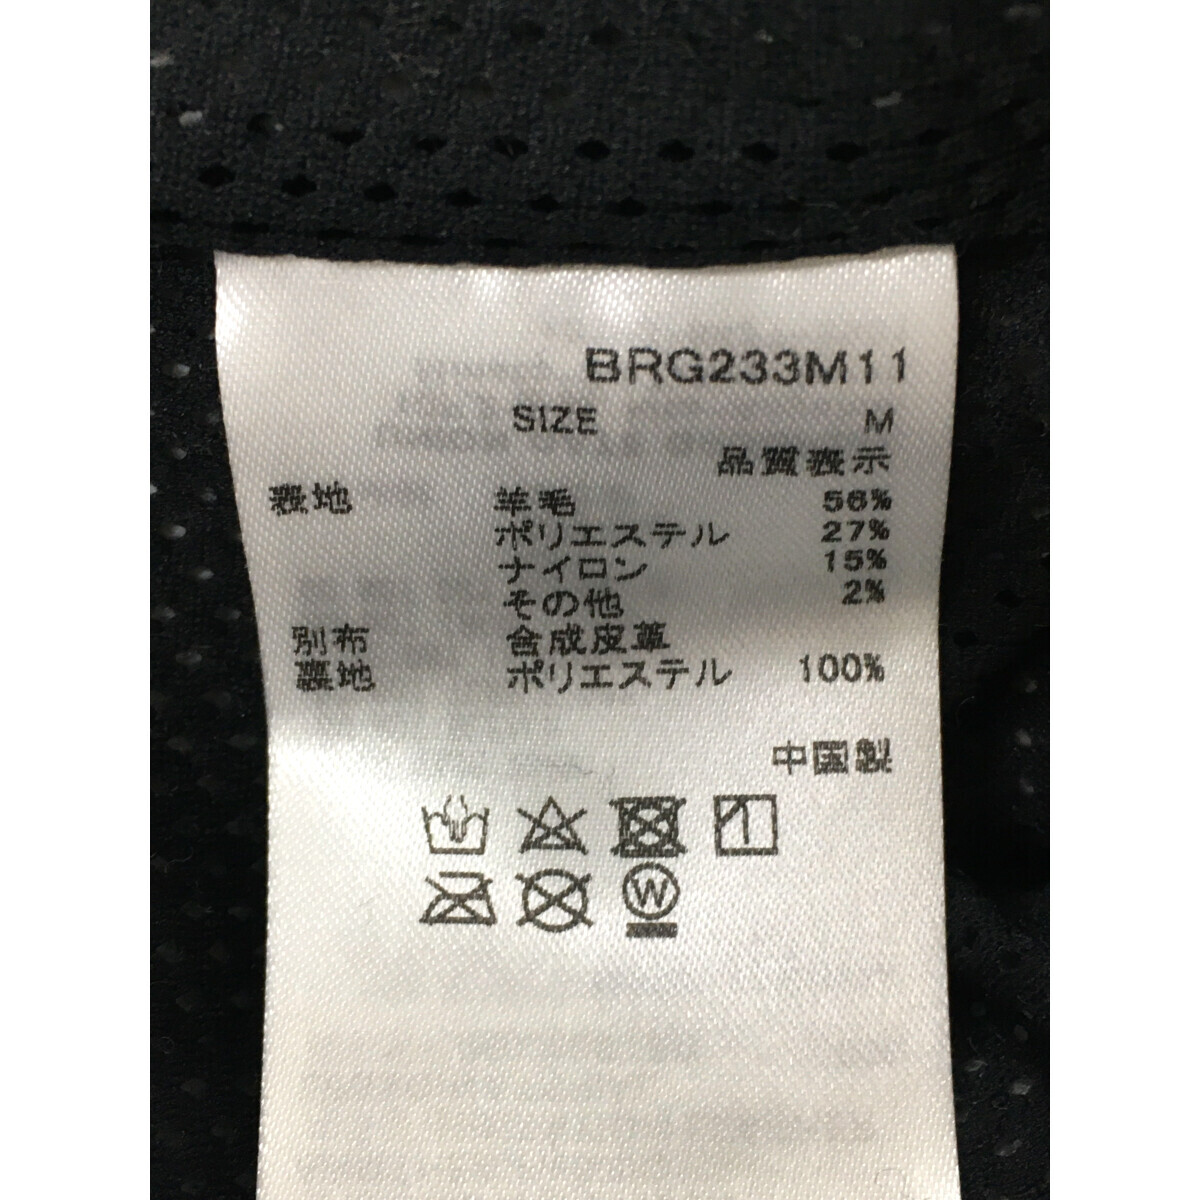 BRG233M11
SIZE M
品質表示
表地 羊毛 56%
ポリエステル 27%
ナイロン 15%
その他 2%
別布 合成皮革
裏地 ポリエステル 100%
中国製
W